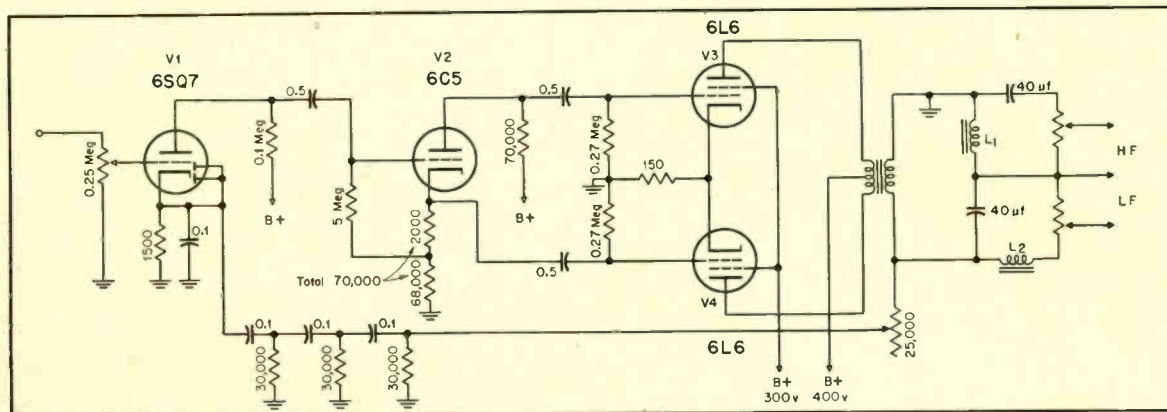 V1
6SQ7
V2
6C5
6L6
V3
0.25 Meg
1500
0.1
0.1 Meg
B+
0.5
5 Meg
2000
Total 70,000
68,000
70,000
B+
0.5
0.5
0.27 Meg
0.27 Meg
150
V4
6L6
B+
300v
B+
400v
40 µf
L1
HF
LF
40 µf
L2
25,000
0.1
0.1
0.1
30,000
30,000
30,000